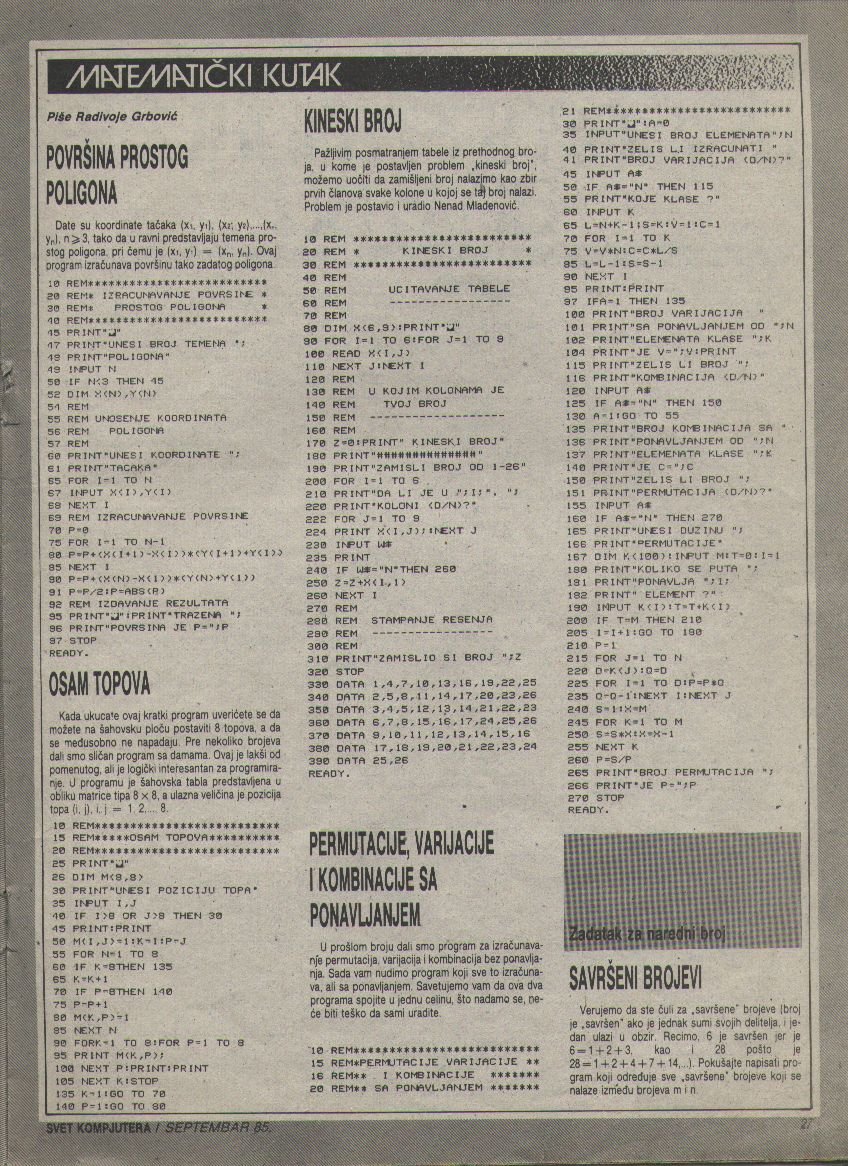 MATEMATIČKI KUTAK
Piše Radivoje Grbović
POVRŠINA PROSTOG
POLIGONA
Date su koordinate tačaka (x₁, y₁), (x₂; y₂),...,(xₙ,
yₙ), n ⩾ 3, tako da u ravni predstavljaju temena pro-
stog poligona, pri čemu je (x₁, y₁) = (xₙ, yₙ). Ovaj
program izračunava površinu tako zadatog poligona.
10 REM**************************
20 REM* IZRACUNAVANJE POVRSINE *
30 REM*   PROSTOG POLIGONA     *
40 REM**************************
45 PRINT"❏"
47 PRINT"UNESI BROJ TEMENA ";
48 PRINT"POLIGONA"
49 INPUT N
50 IF N<3 THEN 45
52 DIM X(N),Y(N)
54 REM
55 REM UNOSENJE KOORDINATA
56 REM    POLIGONA
57 REM
60 PRINT"UNESI KOORDINATE ";
61 PRINT"TACAKA"
65 FOR I=1 TO N
67 INPUT X(I),Y(I)
68 NEXT I
69 REM IZRACUNAVANJE POVRSINE
70 P=0
75 FOR I=1 TO N-1
80 P=P+(X(I+1)-X(I))*(Y(I+1)+Y(I))
85 NEXT I
90 P=P+(X(N)-X(1))*(Y(N)+Y(1))
91 P=P/2:P=ABS(P)
92 REM IZDAVANJE REZULTATA
95 PRINT"❏":PRINT"TRAZENA ";
96 PRINT"POVRSINA JE P=";P
97 STOP
READY.
OSAM TOPOVA
Kada ukucate ovaj kratki program uverićete se da
možete na šahovsku ploču postaviti 8 topova, a da
se međusobno ne napadaju. Pre nekoliko brojeva
dali smo sličan program sa damama. Ovaj je lakši od
pomenutog, ali je logički interesantan za programira-
nje. U programu je šahovska tabla predstavljena u
obliku matrice tipa 8 × 8, a ulazna veličina je pozicija
topa (i, j), i, j = 1, 2,..., 8.
10 REM***************************
15 REM*****OSAM TOPOVA**********
20 REM***************************
25 PRINT"❏"
26 DIM M(8,8)
30 PRINT"UNESI POZICIJU TOPA"
35 INPUT I,J
40 IF I>8 OR J>8 THEN 30
45 PRINT:PRINT
50 M(I,J)=1:K=I:P=J
55 FOR N=1 TO 8
60 IF K=8THEN 135
65 K=K+1
70 IF P=8THEN 140
75 P=P+1
80 M(K,P)=1
85 NEXT N
90 FORK=1 TO 8:FOR P=1 TO 8
95 PRINT M(K,P);
100 NEXT P:PRINT:PRINT
105 NEXT K:STOP
135 K=1:GO TO 70
140 P=1:GO TO 80
KINESKI BROJ
Pažljivim posmatranjem tabele iz prethodnog bro-
ja, u kome je postavljen problem „kineski broj",
možemo uočiti da zamišljeni broj nalazimo kao zbir
prvih članova svake kolone u kojoj se taj broj nalazi.
Problem je postavio i uradio Nenad Mladenović.
10 REM **************************
20 REM *      KINESKI BROJ      *
30 REM **************************
40 REM
50 REM     UCITAVANJE TABELE
60 REM     -----------------
70 REM
80 DIM X(6,9):PRINT"❏"
90 FOR I=1 TO 6:FOR J=1 TO 9
100 READ X(I,J)
110 NEXT J:NEXT I
120 REM
130 REM  U KOJIM KOLONAMA JE
140 REM    TVOJ BROJ
150 REM  -------------------
160 REM
170 Z=0:PRINT" KINESKI BROJ"
180 PRINT"##############"
190 PRINT"ZAMISLI BROJ OD 1-26"
200 FOR I=1 TO 6
210 PRINT"DA LI JE U ";I;". ";
220 PRINT"KOLONI (D/N)?"
222 FOR J=1 TO 9
224 PRINT X(I,J);:NEXT J
230 INPUT W$
235 PRINT
240 IF W$="N"THEN 260
250 Z=Z+X(I,1)
260 NEXT I
270 REM
280 REM  STAMPANJE RESENJA
290 REM  -----------------
300 REM
310 PRINT"ZAMISLIO SI BROJ ";Z
320 STOP
330 DATA 1,4,7,10,13,16,19,22,25
340 DATA 2,5,8,11,14,17,20,23,26
350 DATA 3,4,5,12,13,14,21,22,23
360 DATA 6,7,8,15,16,17,24,25,26
370 DATA 9,10,11,12,13,14,15,16
380 DATA 17,18,19,20,21,22,23,24
390 DATA 25,26
READY.
PERMUTACIJE, VARIJACIJE
I KOMBINACIJE SA
PONAVLJANJEM
U prošlom broju dali smo program za izračunava-
nje permutacija, varijacija i kombinacija bez ponavlja-
nja. Sada vam nudimo program koji sve to izračuna-
va, ali sa ponavljanjem. Savetujemo vam da ova dva
programa spojite u jednu celinu, što nadamo se, ne-
će biti teško da sami uradite.
10 REM***************************
15 REM*PERMUTACIJE VARIJACIJE **
16 REM**  I KOMBINACIJE  *******
20 REM** SA PONAVLJANJEM *******
21 REM***************************
30 PRINT"❏":A=0
35 INPUT"UNESI BROJ ELEMENATA";N
40 PRINT"ZELIS LI IZRACUNATI "
41 PRINT"BROJ VARIJACIJA (D/N)?"
45 INPUT A$
50 IF A$="N" THEN 115
55 PRINT"KOJE KLASE ?"
60 INPUT K
65 L=N+K-1:S=K:V=1:C=1
70 FOR I=1 TO K
75 V=V*N:C=C*L/S
85 L=L-1:S=S-1
90 NEXT I
95 PRINT:PRINT
97 IFA=1 THEN 135
100 PRINT"BROJ VARIJACIJA  "
101 PRINT"SA PONAVLJANJEM OD ";N
102 PRINT"ELEMENATA KLASE ";K
104 PRINT"JE V=";V:PRINT
115 PRINT"ZELIS LI BROJ ";
116 PRINT"KOMBINACIJA (D/N)"
120 INPUT A$
125 IF A$="N" THEN 150
130 A=1:GO TO 55
135 PRINT"BROJ KOMBINACIJA SA "
136 PRINT"PONAVLJANJEM OD ";N
137 PRINT"ELEMENATA KLASE ";K
140 PRINT"JE C=";C
150 PRINT"ZELIS LI BROJ ";
151 PRINT"PERMUTACIJA (D/N)?"
155 INPUT A$
160 IF A$="N" THEN 270
165 PRINT"UNESI DUZINU ";
166 PRINT"PERMUTACIJE"
167 DIM K(100):INPUT M:T=0:I=1
180 PRINT"KOLIKO SE PUTA ";
181 PRINT"PONAVLJA ";I;
182 PRINT" ELEMENT ?"
190 INPUT K(I):T=T+K(I)
200 IF T=M THEN 210
205 I=I+1:GO TO 180
210 P=1
215 FOR J=1 TO N
220 D=K(J):Q=D
225 FOR I=1 TO D:P=P*Q
235 Q=Q-1:NEXT I:NEXT J
240 S=1:X=M
245 FOR K=1 TO M
250 S=S*X:X=X-1
255 NEXT K
260 P=S/P
265 PRINT"BROJ PERMUTACIJA ";
266 PRINT"JE P=";P
270 STOP
READY.
Zadatak za naredni broj
SAVRŠENI BROJEVI
Verujemo da ste čuli za „savršene" brojeve (broj
je „savršen" ako je jednak sumi svojih delitelja, i je-
dan ulazi u obzir. Recimo, 6 je savršen jer je
6 = 1 + 2 + 3, kao i 28 pošto je
28 = 1 + 2 + 4 + 7 + 14,...). Pokušajte napisati pro-
gram koji određuje sve „savršene" brojeve koji se
nalaze između brojeva m i n.
SVET KOMPJUTERA / SEPTEMBAR 85.
27